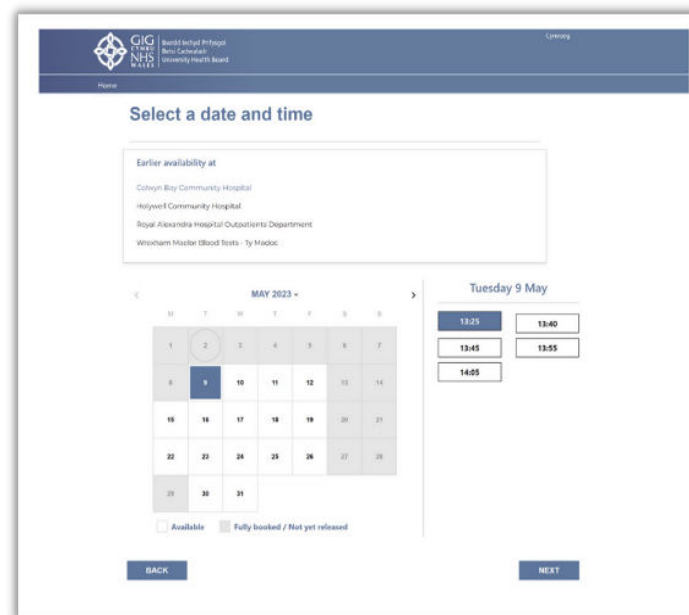 Cymraeg
GIG
CYMRU
NHS
WALES
Bwrdd Iechyd Prifysgol
Betsi Cadwaladr
University Health Board
Home
Select a date and time
Earlier availability at
Colwyn Bay Community Hospital
Holywell Community Hospital
Royal Alexandra Hospital Outpatients Department
Wrexham Maelor Blood Tests - Ty Madoc
< MAY 2023 >
M T W T F S S
1 2 3 4 5 6 7
8 9 10 11 12 13 14
15 16 17 18 19 20 21
22 23 24 25 26 27 28
29 30 31
Available Fully booked / Not yet released
Tuesday 9 May
13:25 13:40
13:45 13:55
14:05
BACK NEXT